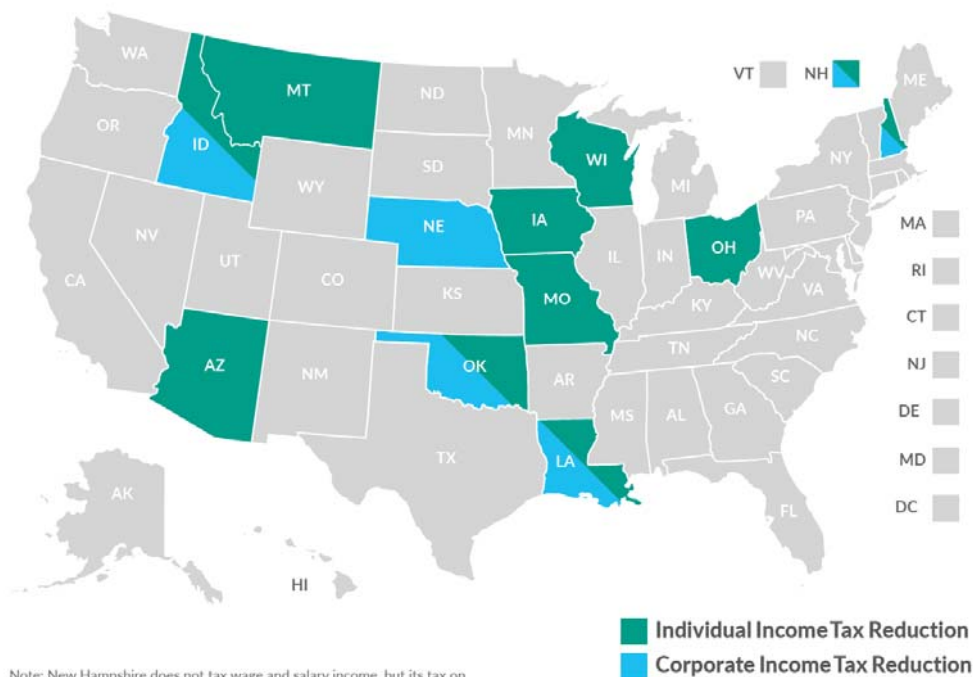 WA
MT
ND
VT
NH
ME
OR
ID
MN
WI
NY
SD
MI
WY
NE
IA
PA
OH
MA
NV
IL
IN
UT
WV
RI
CA
CO
KS
MO
KY
VA
CT
NC
TN
NJ
AZ
NM
OK
AR
SC
MS
AL
GA
DE
TX
LA
MD
AK
FL
DC
HI
Individual Income Tax Reduction
Corporate Income Tax Reduction
Note: New Hampshire does not tax wage and salary income, but its tax on